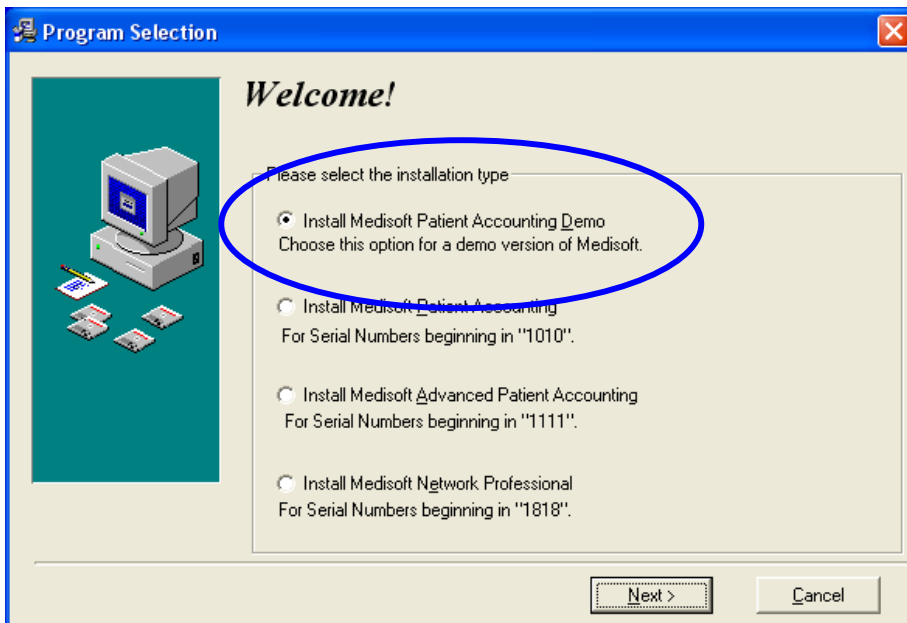 Program Selection
Welcome!
Please select the installation type
Install Medisoft Patient Accounting Demo
Choose this option for a demo version of Medisoft.
Install Medisoft Patient Accounting
For Serial Numbers beginning in "1010".
Install Medisoft Advanced Patient Accounting
For Serial Numbers beginning in "1111".
Install Medisoft Network Professional
For Serial Numbers beginning in "1818".
Next >
Cancel